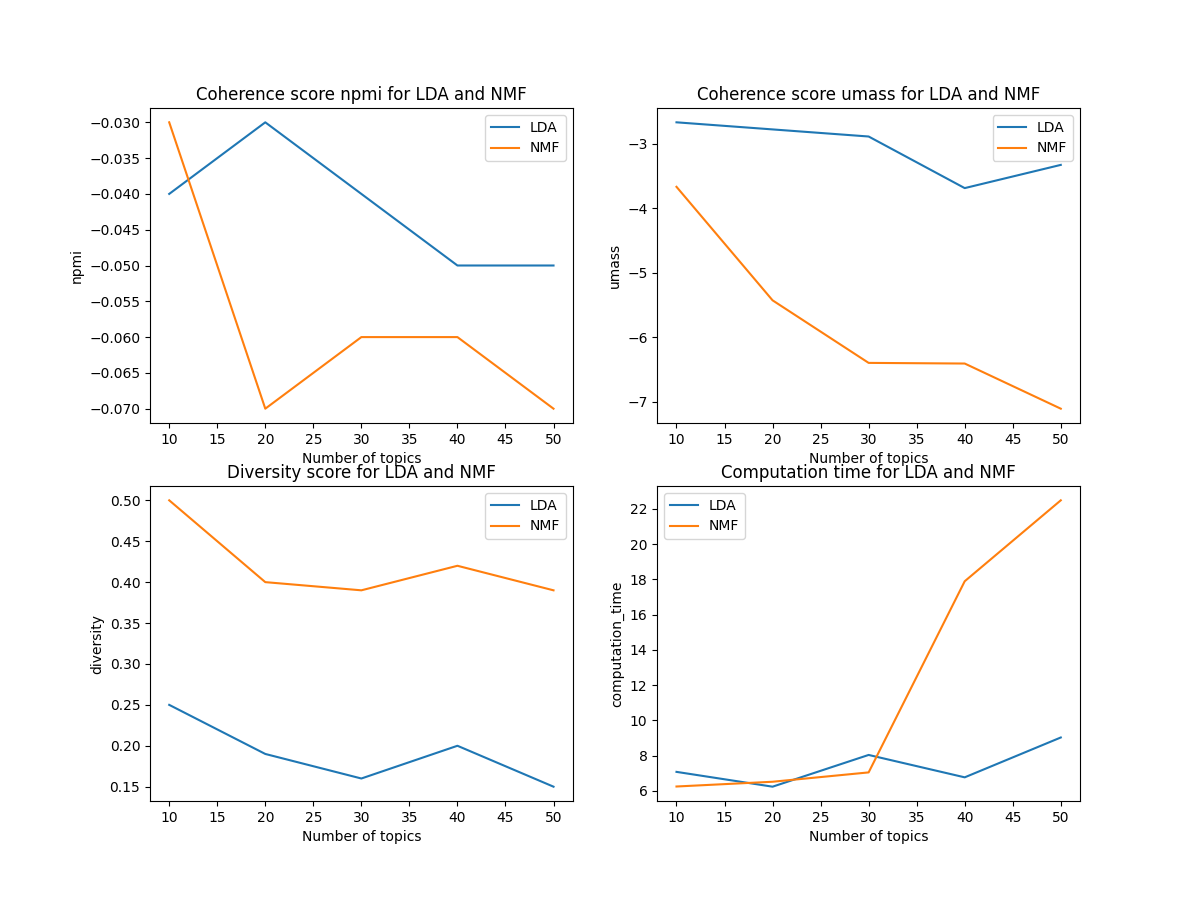 Coherence score npmi for LDA and NMF
−0.030
−0.035
−0.040
−0.045
−0.050
−0.055
−0.060
−0.065
−0.070
npmi
LDA
NMF
10 15 20 25 30 35 40 45 50
Number of topics
Coherence score umass for LDA and NMF
−3
−4
−5
−6
−7
umass
LDA
NMF
10 15 20 25 30 35 40 45 50
Number of topics
Diversity score for LDA and NMF
0.50
0.45
0.40
0.35
0.30
0.25
0.20
0.15
diversity
LDA
NMF
10 15 20 25 30 35 40 45 50
Number of topics
Computation time for LDA and NMF
22
20
18
16
14
12
10
8
6
computation_time
LDA
NMF
10 15 20 25 30 35 40 45 50
Number of topics